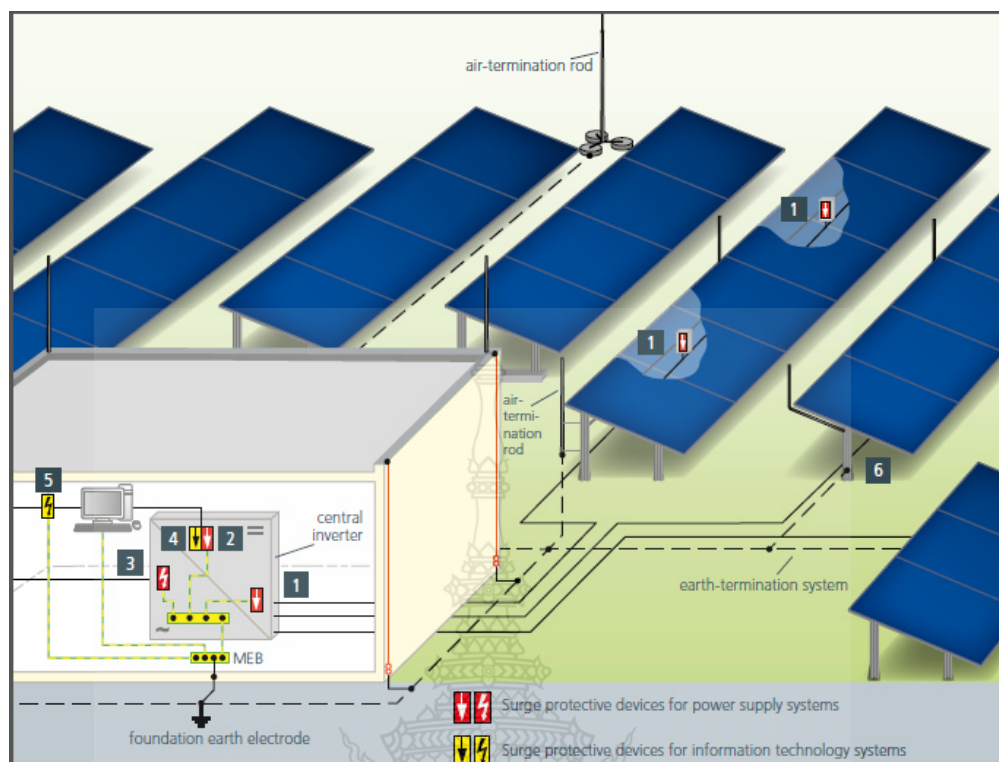 air-termination rod
1
1
air-
termi-
nation
rod
5
central
inverter
4
2
3
1
6
earth-termination system
MEB
foundation earth electrode
Surge protective devices for power supply systems
Surge protective devices for information technology systems